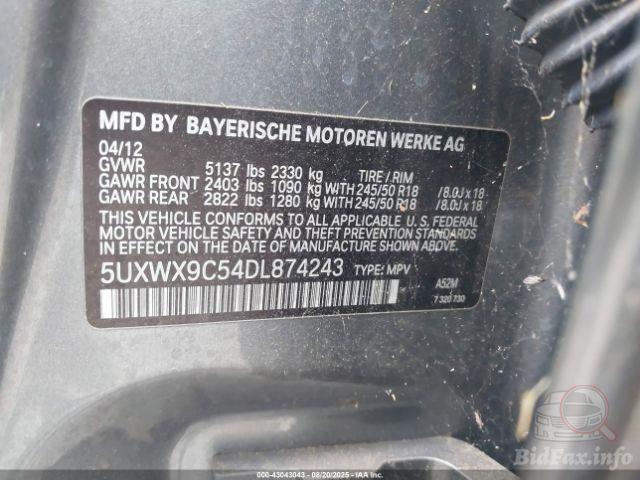 MFD BY BAYERISCHE MOTOREN WERKE AG
04/12
GVWR 5137 lbs 2330 kg TIRE / RIM
GAWR FRONT 2403 lbs 1090 kg WITH 245/50 R18 /8.0J x 18
GAWR REAR 2822 lbs 1280 kg WITH 245/50 R18 /8.0J x 18
THIS VEHICLE CONFORMS TO ALL APPLICABLE U.S. FEDERAL
MOTOR VEHICLE SAFETY AND THEFT PREVENTION STANDARDS
IN EFFECT ON THE DATE OF MANUFACTURE SHOWN ABOVE.
5UXWX9C54DL874243 TYPE: MPV A52M
7 320 730
BidFax.info
000-43043043 - 08/20/2025 - IAAI.COM